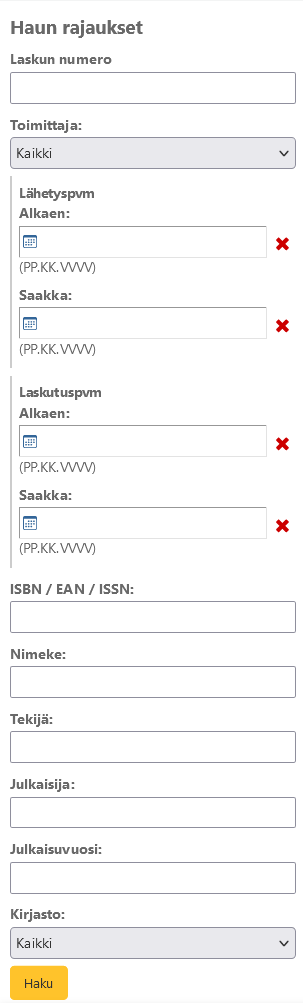 Haun rajaukset
Laskun numero
Toimittaja:
Kaikki
Lähetyspvm
Alkaen:
(PP.KK.VVVV)
Saakka:
(PP.KK.VVVV)
Laskutuspvm
Alkaen:
(PP.KK.VVVV)
Saakka:
(PP.KK.VVVV)
ISBN / EAN / ISSN:
Nimeke:
Tekijä:
Julkaisija:
Julkaisuvuosi:
Kirjasto:
Kaikki
Haku